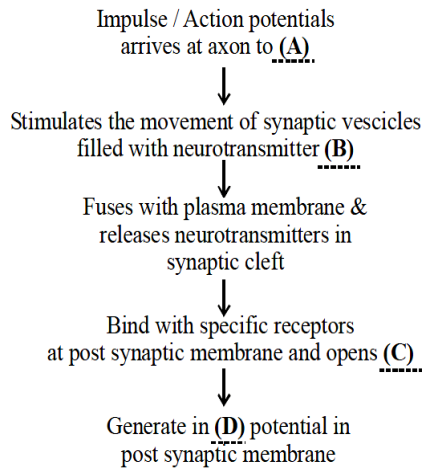 Impulse / Action potentials
arrives at axon to (A)
Stimulates the movement of synaptic vescicles
filled with neurotransmitter (B)
Fuses with plasma membrane &
releases neurotransmitters in
synaptic cleft
Bind with specific receptors
at post synaptic membrane and opens (C)
Generate in (D) potential in
post synaptic membrane